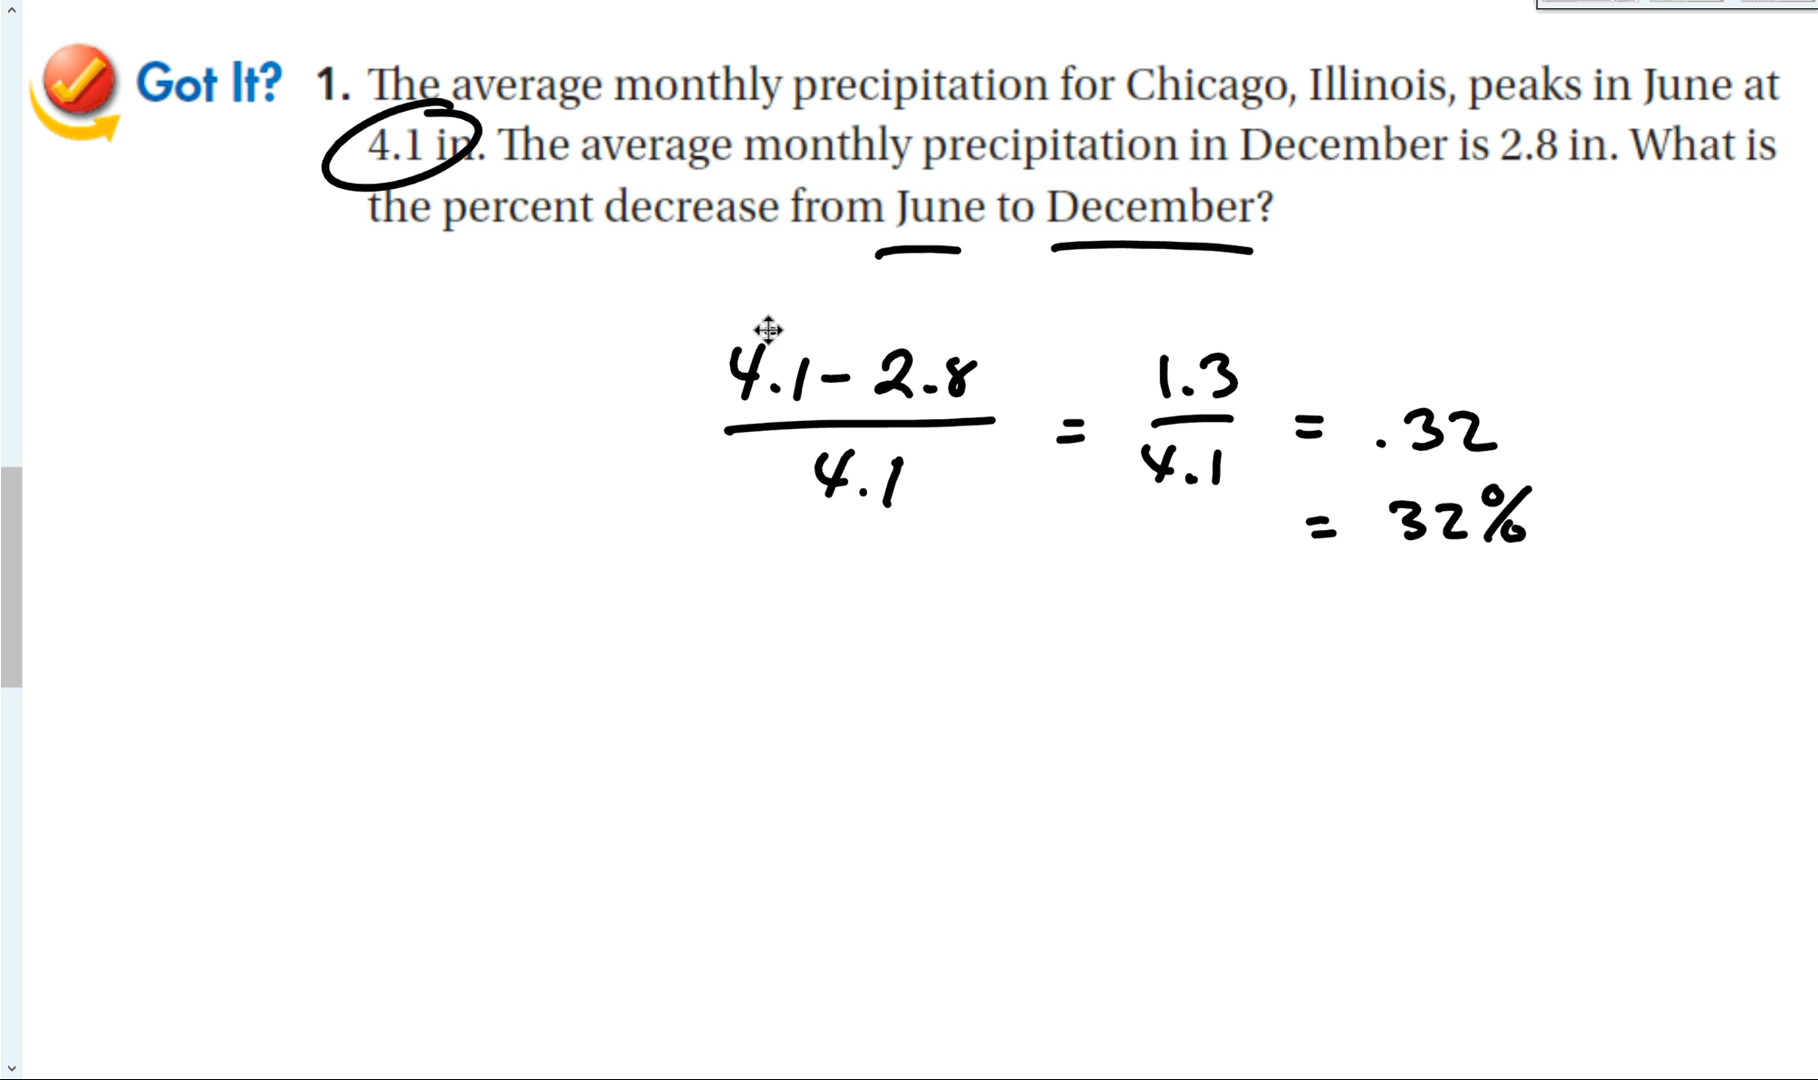 Got It? 1. The average monthly precipitation for Chicago, Illinois, peaks in June at
4.1 in. The average monthly precipitation in December is 2.8 in. What is
the percent decrease from June to December?
4.1 - 2.8 / 4.1 = 1.3 / 4.1 = .32
= 32%